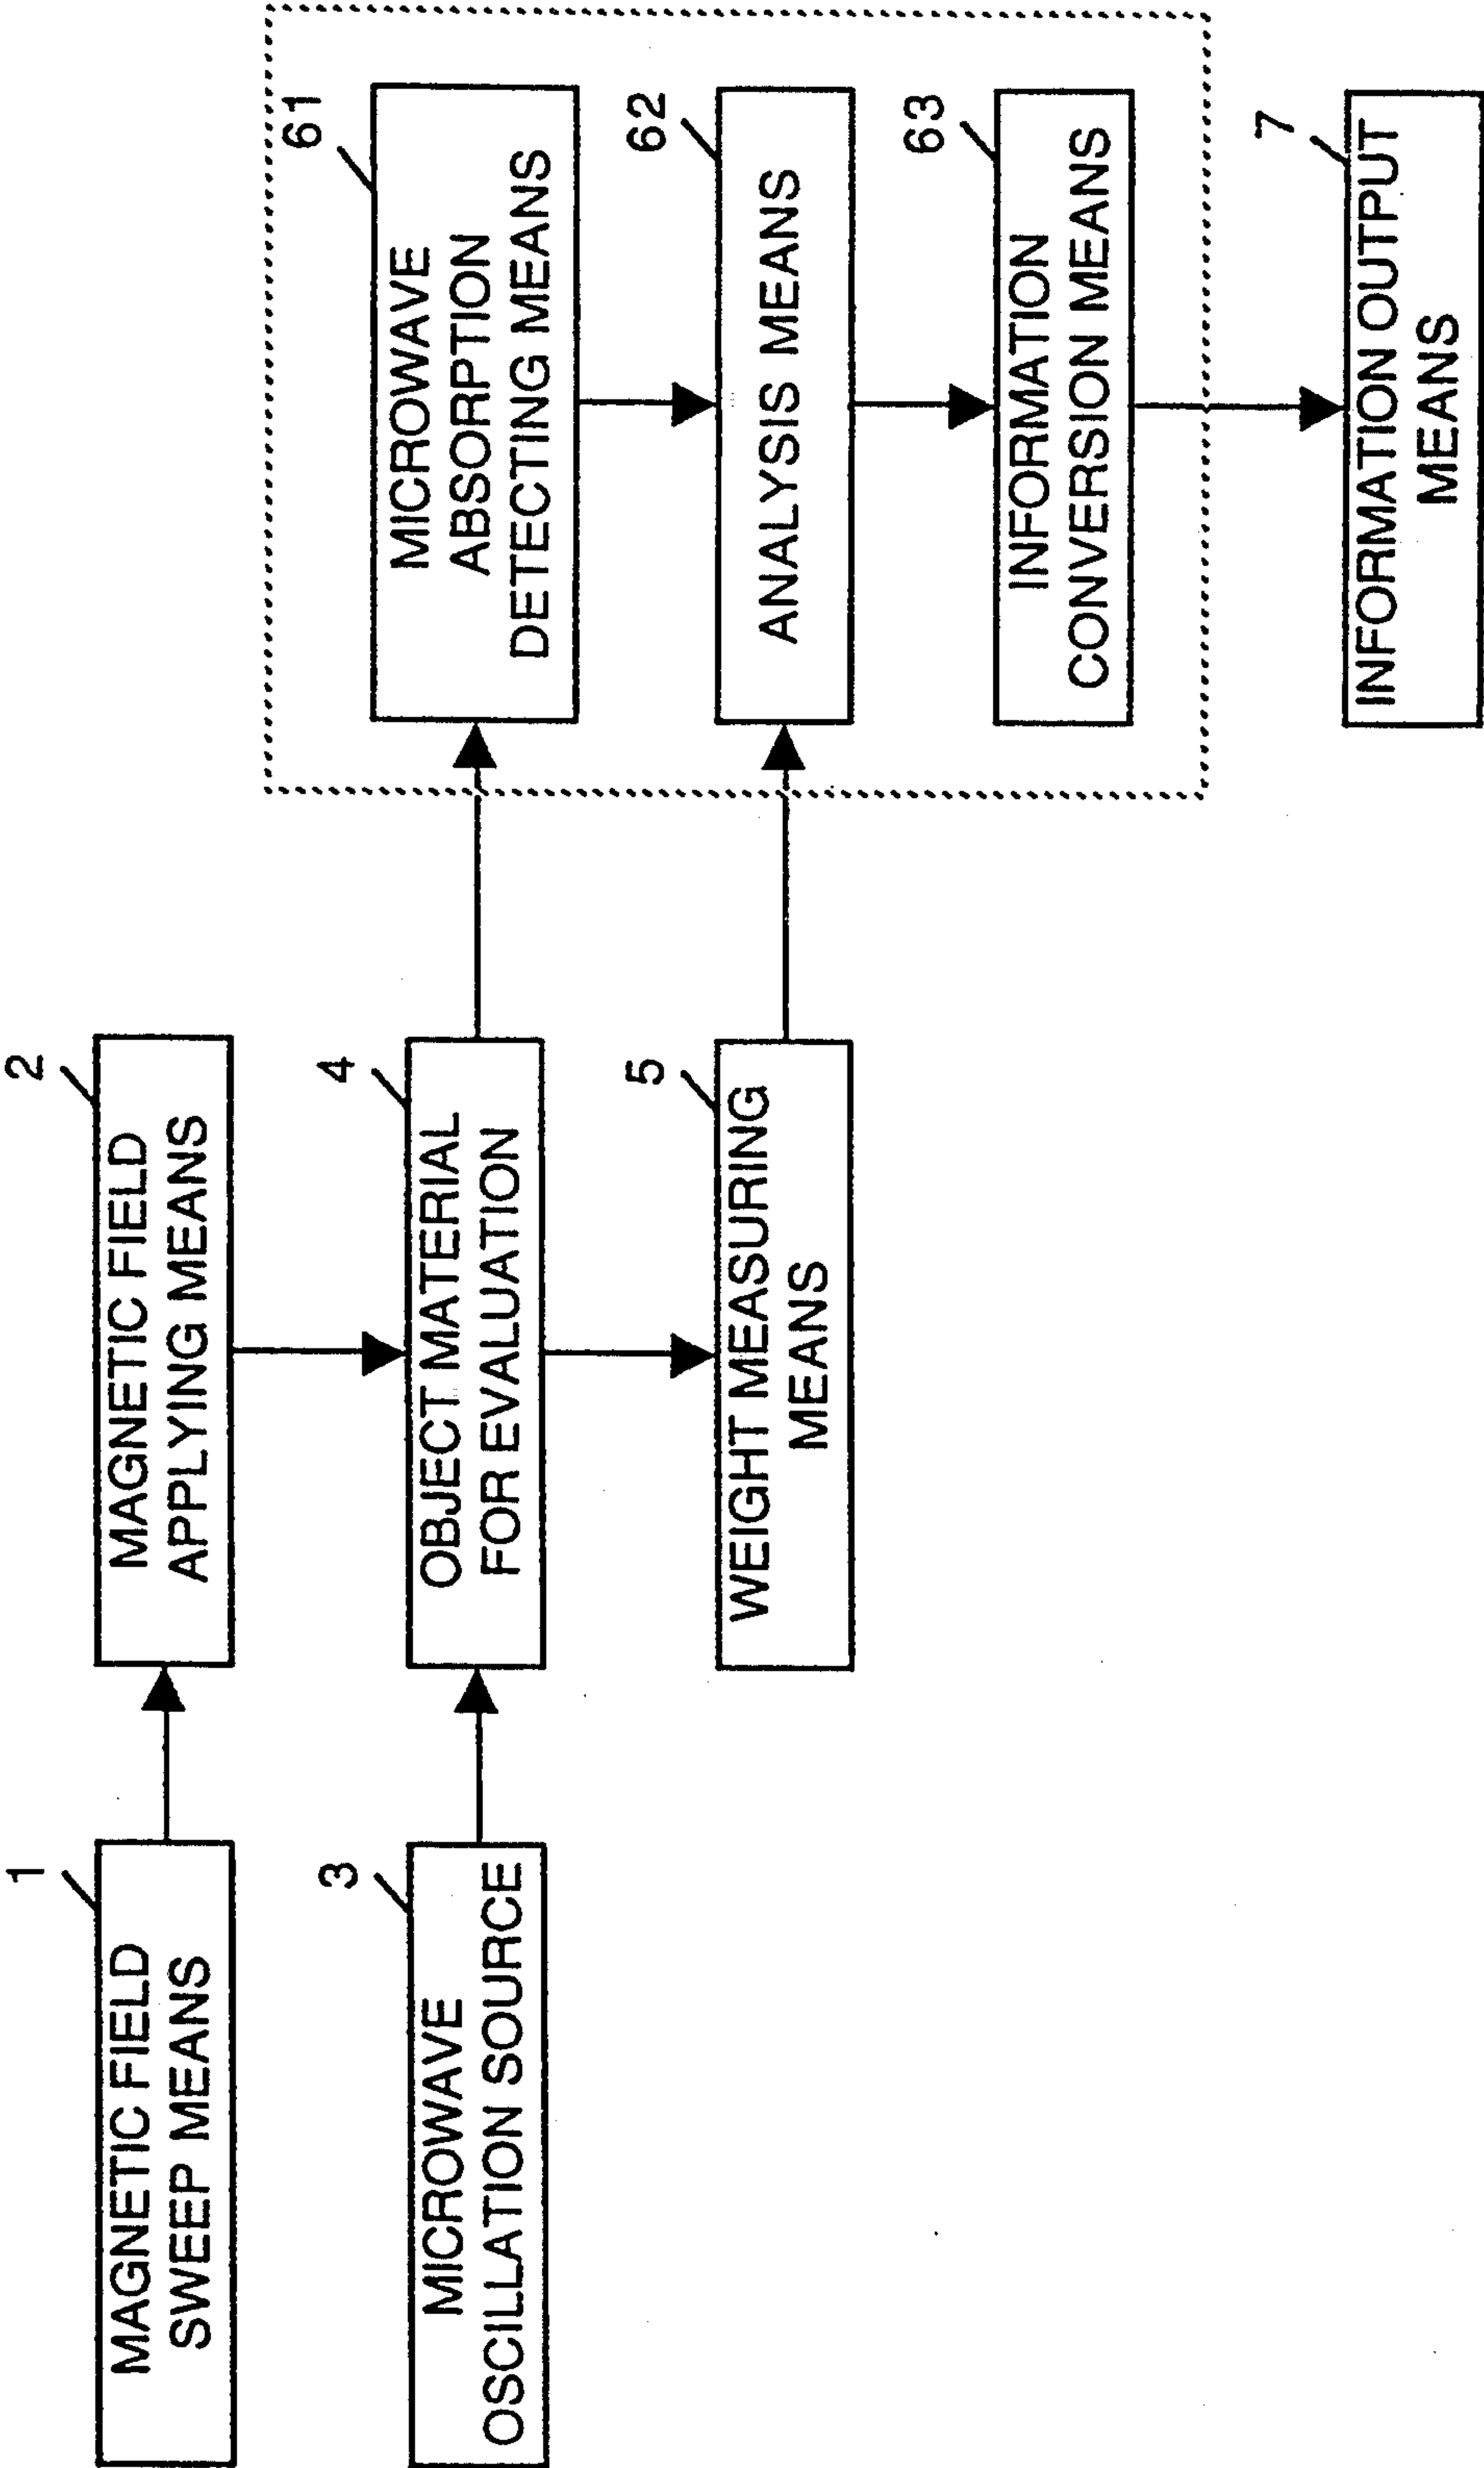 1
MAGNETIC FIELD
SWEEP MEANS
2
MAGNETIC FIELD
APPLYING MEANS
3
MICROWAVE
OSCILLATION SOURCE
4
OBJECT MATERIAL
FOR EVALUATION
5
WEIGHT MEASURING
MEANS
61
MICROWAVE
ABSORPTION
DETECTING MEANS
62
ANALYSIS MEANS
63
INFORMATION
CONVERSION MEANS
7
INFORMATION OUTPUT
MEANS